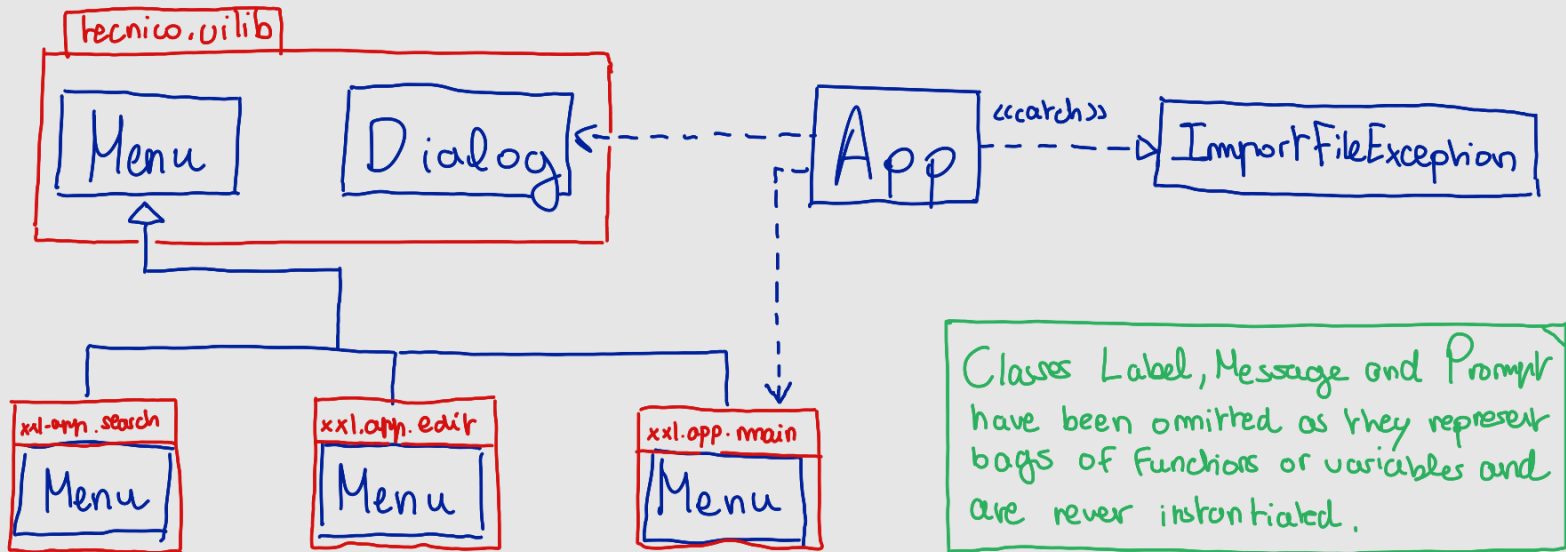 tecnico.uilib
Menu
Dialog
App
<<catch>>
ImportFileException
xxl.app.search
Menu
xxl.app.edit
Menu
xxl.app.main
Menu
Classes Label, Message and Prompt
have been omitted as they represent
bags of functions or variables and
are never instantiated.